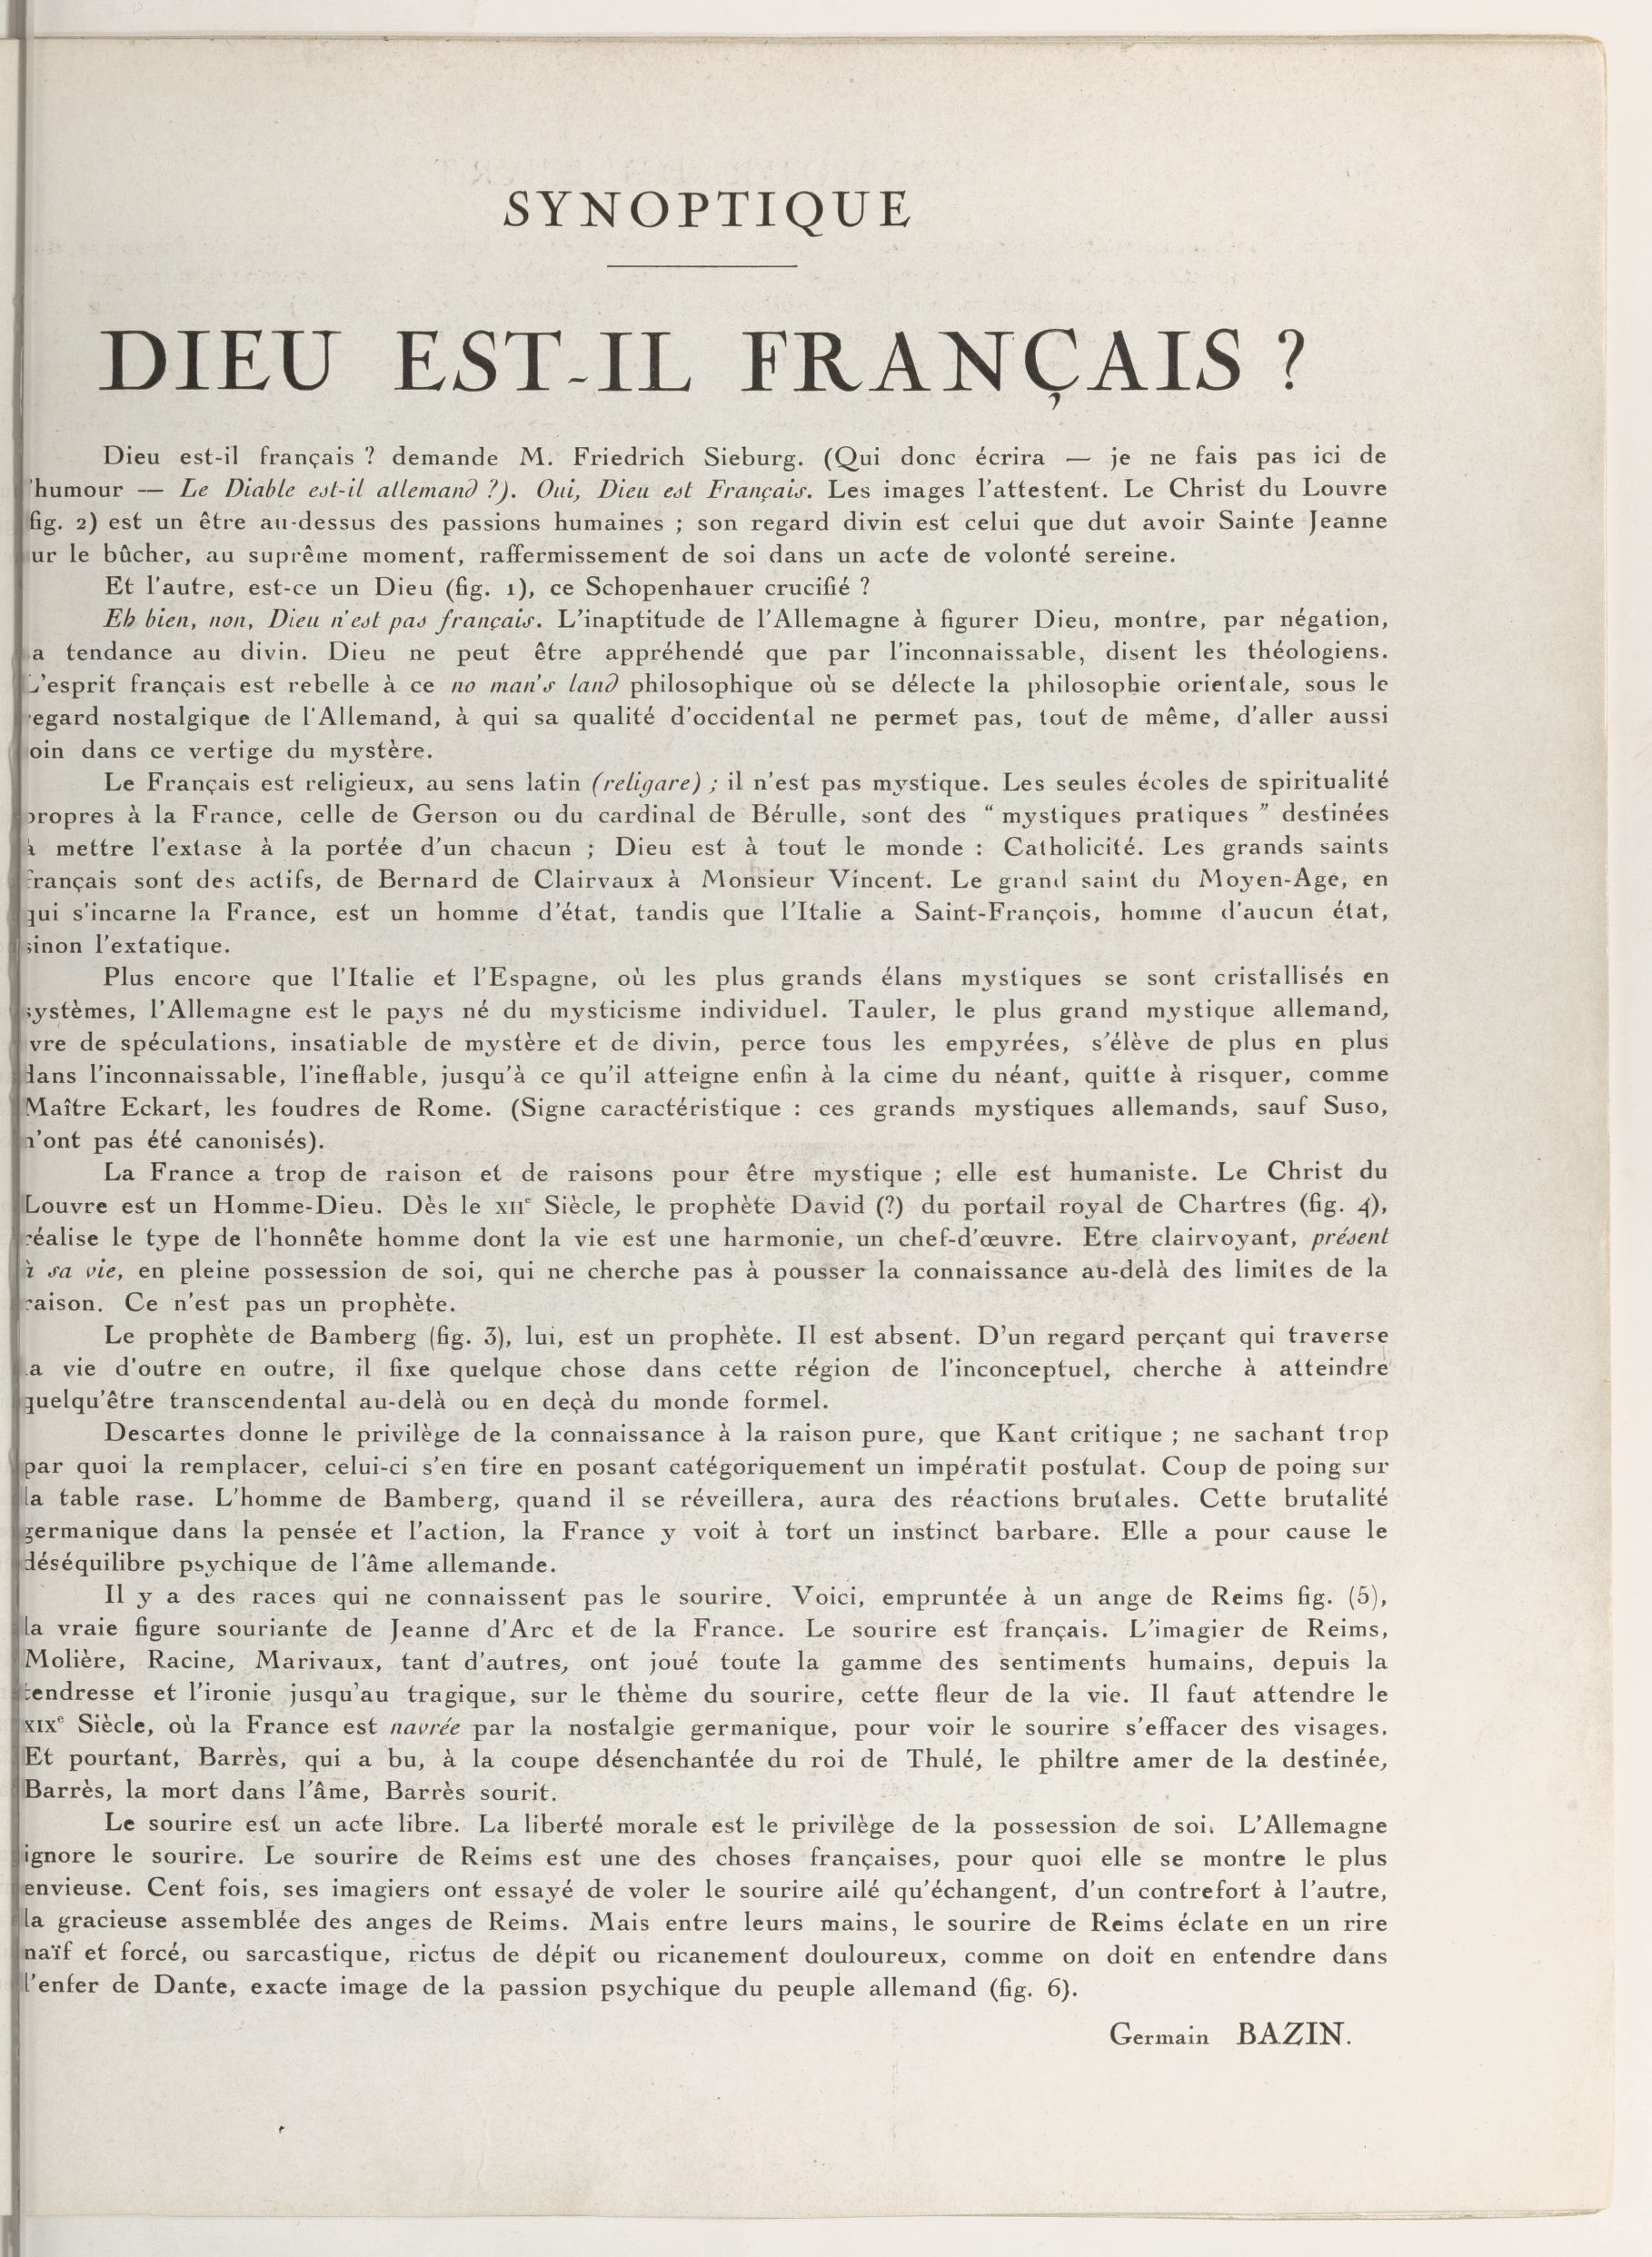 SYNOPTIQUE
DIEU EST-IL FRANÇAIS ?
Dieu est-il français ? demande M. Friedrich Sieburg. (Qui donc écrira — je ne fais pas ici de
'humour — Le Diable est-il allemand ?). Oui, Dieu est Français. Les images l'attestent. Le Christ du Louvre
fig. 2) est un être au-dessus des passions humaines ; son regard divin est celui que dut avoir Sainte Jeanne
ur le bûcher, au suprême moment, raffermissement de soi dans un acte de volonté sereine.
Et l'autre, est-ce un Dieu (fig. 1), ce Schopenhauer crucifié ?
Eh bien, non, Dieu n'est pas français. L'inaptitude de l'Allemagne à figurer Dieu, montre, par négation,
a tendance au divin. Dieu ne peut être appréhendé que par l'inconnaissable, disent les théologiens.
L'esprit français est rebelle à ce no man's land philosophique où se délecte la philosophie orientale, sous le
regard nostalgique de l'Allemand, à qui sa qualité d'occidental ne permet pas, tout de même, d'aller aussi
oin dans ce vertige du mystère.
Le Français est religieux, au sens latin (religare) ; il n'est pas mystique. Les seules écoles de spiritualité
propres à la France, celle de Gerson ou du cardinal de Bérulle, sont des “ mystiques pratiques ” destinées
à mettre l'extase à la portée d'un chacun ; Dieu est à tout le monde : Catholicité. Les grands saints
français sont des actifs, de Bernard de Clairvaux à Monsieur Vincent. Le grand saint du Moyen-Age, en
qui s'incarne la France, est un homme d'état, tandis que l'Italie a Saint-François, homme d'aucun état,
sinon l'extatique.
Plus encore que l'Italie et l'Espagne, où les plus grands élans mystiques se sont cristallisés en
systèmes, l'Allemagne est le pays né du mysticisme individuel. Tauler, le plus grand mystique allemand,
vre de spéculations, insatiable de mystère et de divin, perce tous les empyrées, s'élève de plus en plus
dans l'inconnaissable, l'ineffable, jusqu'à ce qu'il atteigne enfin à la cime du néant, quitte à risquer, comme
Maître Eckart, les foudres de Rome. (Signe caractéristique : ces grands mystiques allemands, sauf Suso,
n'ont pas été canonisés).
La France a trop de raison et de raisons pour être mystique ; elle est humaniste. Le Christ du
Louvre est un Homme-Dieu. Dès le XIIe Siècle, le prophète David (?) du portail royal de Chartres (fig. 4),
réalise le type de l'honnête homme dont la vie est une harmonie, un chef-d'œuvre. Etre clairvoyant, présent
à sa vie, en pleine possession de soi, qui ne cherche pas à pousser la connaissance au-delà des limites de la
raison. Ce n'est pas un prophète.
Le prophète de Bamberg (fig. 3), lui, est un prophète. Il est absent. D'un regard perçant qui traverse
la vie d'outre en outre, il fixe quelque chose dans cette région de l'inconceptuel, cherche à atteindre
quelqu'être transcendental au-delà ou en deçà du monde formel.
Descartes donne le privilège de la connaissance à la raison pure, que Kant critique ; ne sachant trop
par quoi la remplacer, celui-ci s'en tire en posant catégoriquement un impératif postulat. Coup de poing sur
la table rase. L'homme de Bamberg, quand il se réveillera, aura des réactions brutales. Cette brutalité
germanique dans la pensée et l'action, la France y voit à tort un instinct barbare. Elle a pour cause le
déséquilibre psychique de l'âme allemande.
Il y a des races qui ne connaissent pas le sourire. Voici, empruntée à un ange de Reims fig. (5),
la vraie figure souriante de Jeanne d'Arc et de la France. Le sourire est français. L'imagier de Reims,
Molière, Racine, Marivaux, tant d'autres, ont joué toute la gamme des sentiments humains, depuis la
tendresse et l'ironie jusqu'au tragique, sur le thème du sourire, cette fleur de la vie. Il faut attendre le
XIXe Siècle, où la France est navrée par la nostalgie germanique, pour voir le sourire s'effacer des visages.
Et pourtant, Barrès, qui a bu, à la coupe désenchantée du roi de Thulé, le philtre amer de la destinée,
Barrès, la mort dans l'âme, Barrès sourit.
Le sourire est un acte libre. La liberté morale est le privilège de la possession de soi. L'Allemagne
ignore le sourire. Le sourire de Reims est une des choses françaises, pour quoi elle se montre le plus
envieuse. Cent fois, ses imagiers ont essayé de voler le sourire ailé qu'échangent, d'un contrefort à l'autre,
la gracieuse assemblée des anges de Reims. Mais entre leurs mains, le sourire de Reims éclate en un rire
naïf et forcé, ou sarcastique, rictus de dépit ou ricanement douloureux, comme on doit en entendre dans
l'enfer de Dante, exacte image de la passion psychique du peuple allemand (fig. 6).
Germain BAZIN.